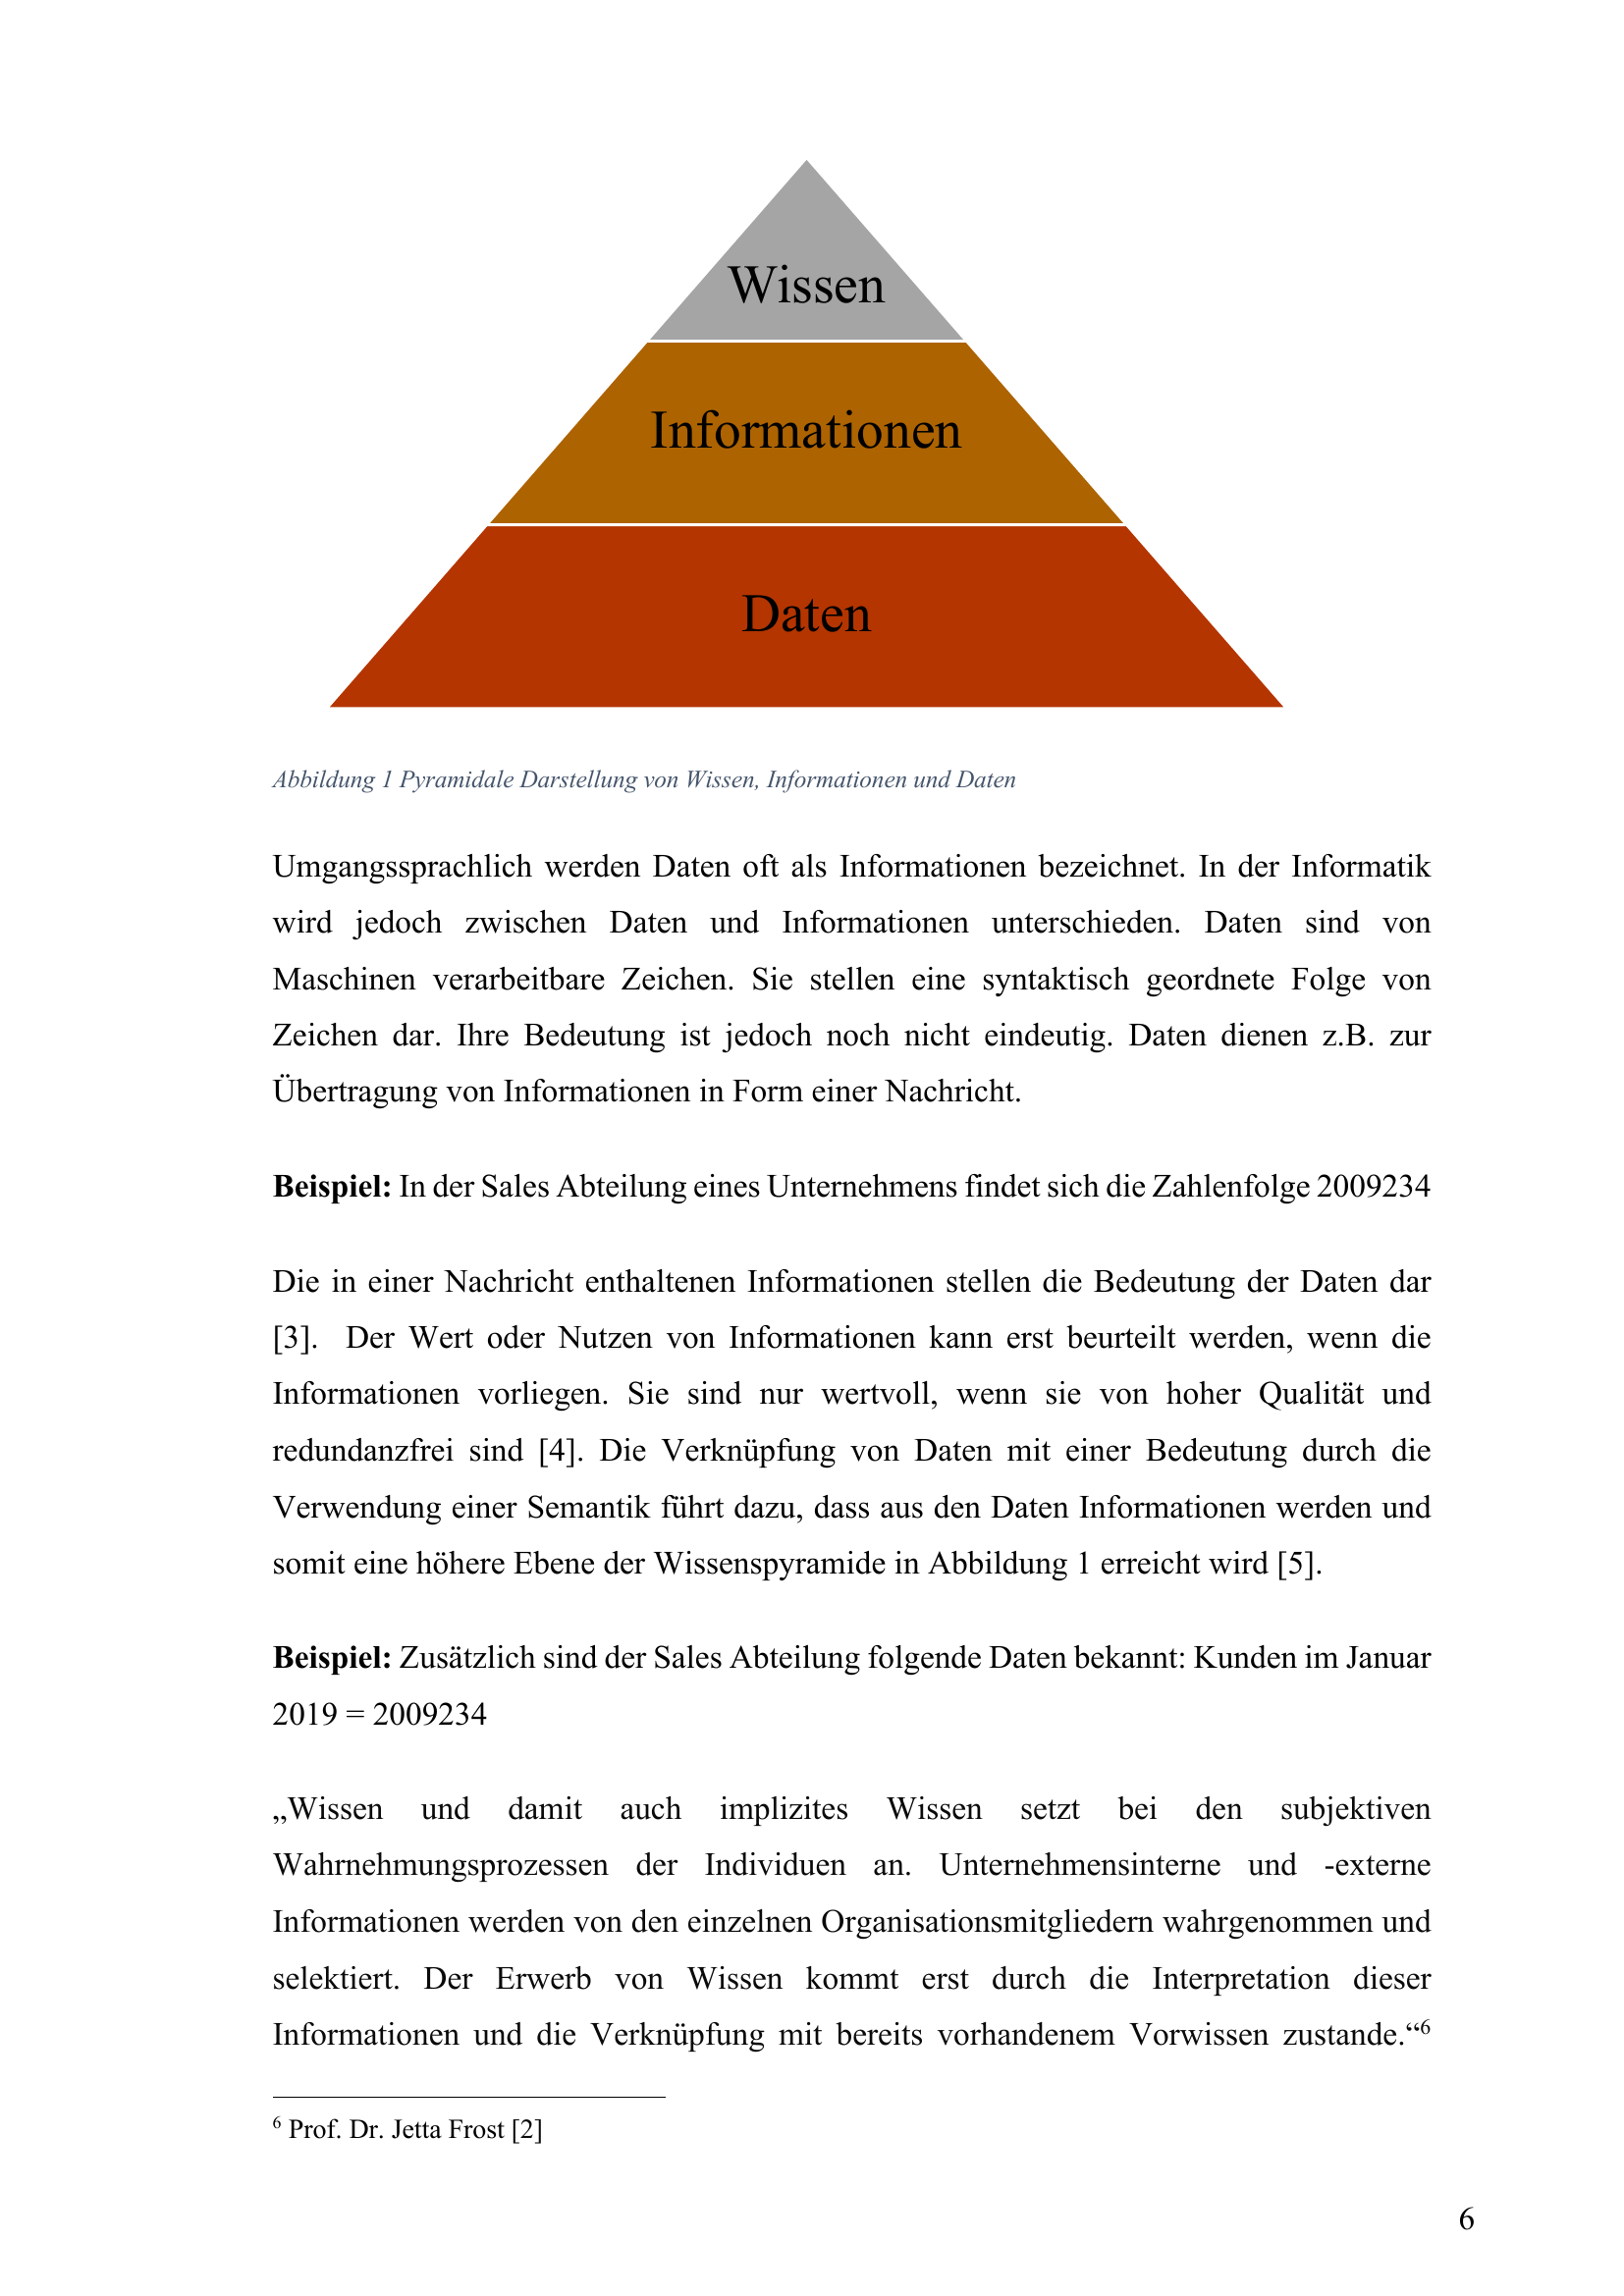 Wissen
Informationen
Daten
Abbildung 1 Pyramidale Darstellung von Wissen, Informationen und Daten
Umgangssprachlich werden Daten oft als Informationen bezeichnet. In der Informatik
wird jedoch zwischen Daten und Informationen unterschieden. Daten sind von
Maschinen verarbeitbare Zeichen. Sie stellen eine syntaktisch geordnete Folge von
Zeichen dar. Ihre Bedeutung ist jedoch noch nicht eindeutig. Daten dienen z.B. zur
Übertragung von Informationen in Form einer Nachricht.
Beispiel: In der Sales Abteilung eines Unternehmens findet sich die Zahlenfolge 2009234
Die in einer Nachricht enthaltenen Informationen stellen die Bedeutung der Daten dar
[3]. Der Wert oder Nutzen von Informationen kann erst beurteilt werden, wenn die
Informationen vorliegen. Sie sind nur wertvoll, wenn sie von hoher Qualität und
redundanzfrei sind [4]. Die Verknüpfung von Daten mit einer Bedeutung durch die
Verwendung einer Semantik führt dazu, dass aus den Daten Informationen werden und
somit eine höhere Ebene der Wissenspyramide in Abbildung 1 erreicht wird [5].
Beispiel: Zusätzlich sind der Sales Abteilung folgende Daten bekannt: Kunden im Januar
2019 = 2009234
„Wissen und damit auch implizites Wissen setzt bei den subjektiven
Wahrnehmungsprozessen der Individuen an. Unternehmensinterne und -externe
Informationen werden von den einzelnen Organisationsmitgliedern wahrgenommen und
selektiert. Der Erwerb von Wissen kommt erst durch die Interpretation dieser
Informationen und die Verknüpfung mit bereits vorhandenem Vorwissen zustande.“⁶
⁶ Prof. Dr. Jetta Frost [2]
6